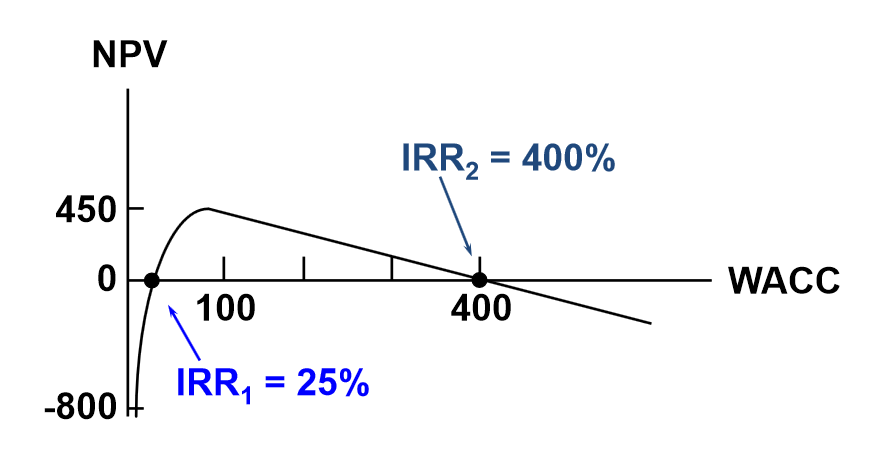 NPV
IRR2 = 400%
450
0
WACC
100
400
IRR1 = 25%
-800